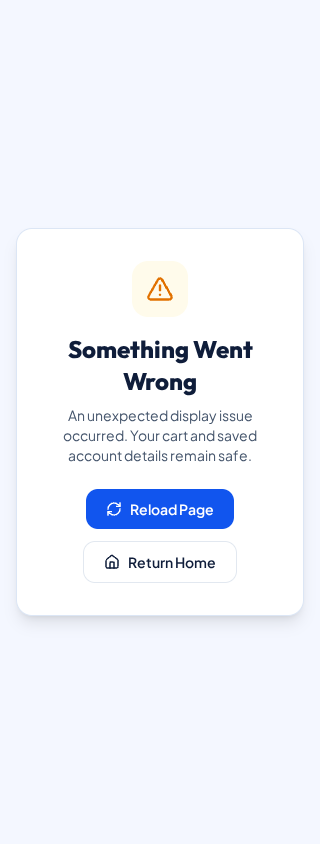 Something Went
Wrong
An unexpected display issue
occurred. Your cart and saved
account details remain safe.
Reload Page
Return Home